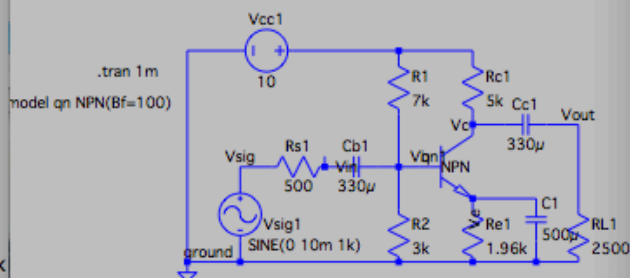 Vcc1
10
.tran 1m
model qn NPN(Bf=100)
R1
7k
Rc1
5k
Cc1
330µ
Vout
Vc
Vsig
Rs1
500
Cb1
Vin
330µ
Vb
qn1
NPN
Vsig1
SINE(0 10m 1k)
R2
3k
Ve
Re1
1.96k
C1
500µ
RL1
2500
ground
K